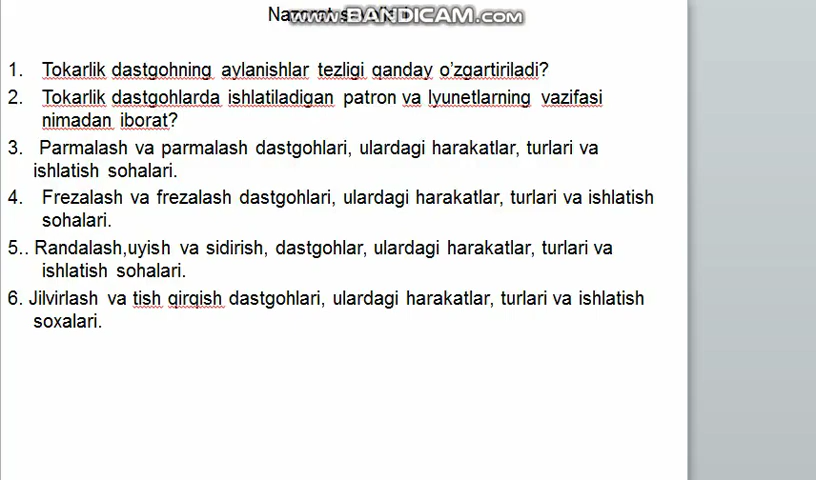 www.BANDICAM.com
1. Tokarlik dastgohning aylanishlar tezligi qanday o’zgartiriladi?
2. Tokarlik dastgohlarda ishlatiladigan patron va lyunetlarning vazifasi
nimadan iborat?
3. Parmalash va parmalash dastgohlari, ulardagi harakatlar, turlari va
ishlatish sohalari.
4. Frezalash va frezalash dastgohlari, ulardagi harakatlar, turlari va ishlatish
sohalari.
5.. Randalash,uyish va sidirish, dastgohlar, ulardagi harakatlar, turlari va
ishlatish sohalari.
6. Jilvirlash va tish qirqish dastgohlari, ulardagi harakatlar, turlari va ishlatish
soxalari.